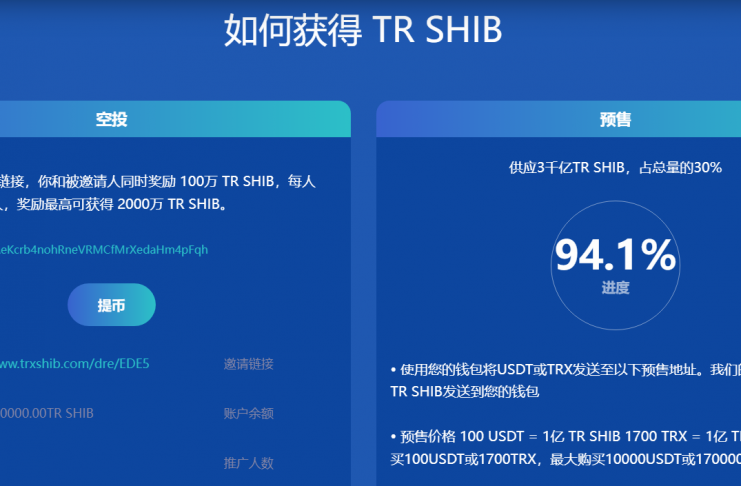 如何获得 TR SHIB
空投
链接，你和被邀请人同时奖励 100万 TR SHIB，每人
，奖励最高可获得 2000万 TR SHIB。
eKcrb4nohRneVRMCfMrXedaHm4pFqh
提币
ww.trxshib.com/dre/EDE5
邀请链接
0000.00TR SHIB
账户余额
推广人数
预售
供应3千亿TR SHIB，占总量的30%
94.1%
进度
• 使用您的钱包将USDT或TRX发送至以下预售地址。我们
TR SHIB发送到您的钱包
• 预售价格 100 USDT = 1亿 TR SHIB 1700 TRX = 1亿 T
买100USDT或1700TRX，最大购买10000USDT或170000